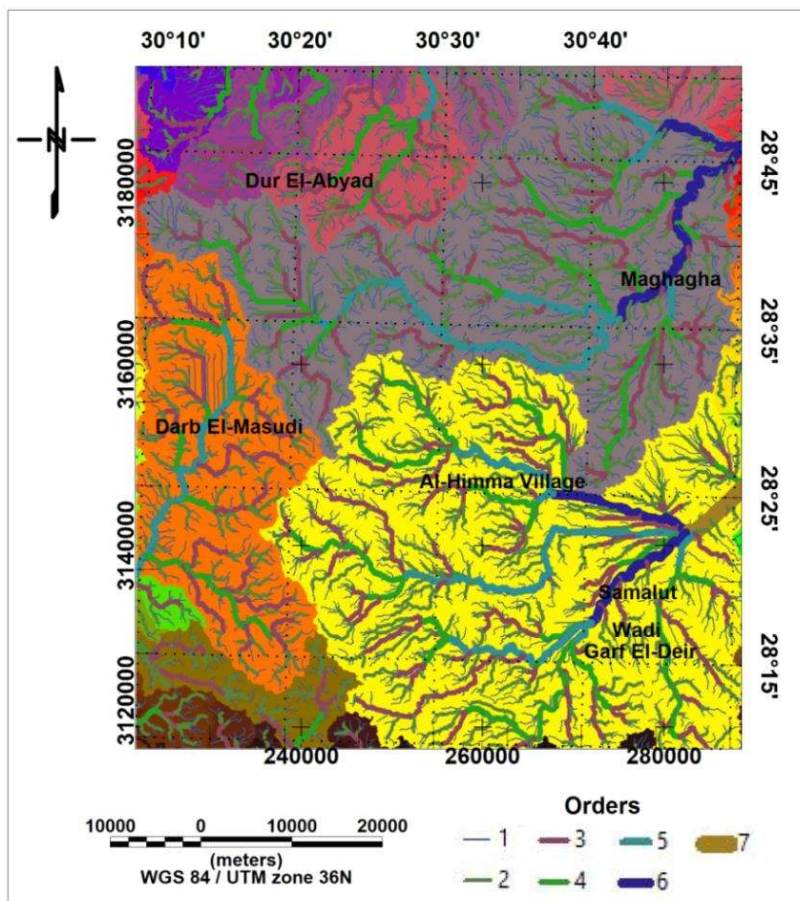 30°10' 30°20' 30°30' 30°40'
N
3180000
28°45'
Dur El-Abyad
Maghagha
28°35'
3160000
Darb El-Masudi
Al-Himma Village
28°25'
3140000
Samalut
Wadi
Garf El-Deir
28°15'
3120000
240000 260000 280000
Orders
10000 0 10000 20000
(meters)
WGS 84 / UTM zone 36N
1 3 5 7
2 4 6